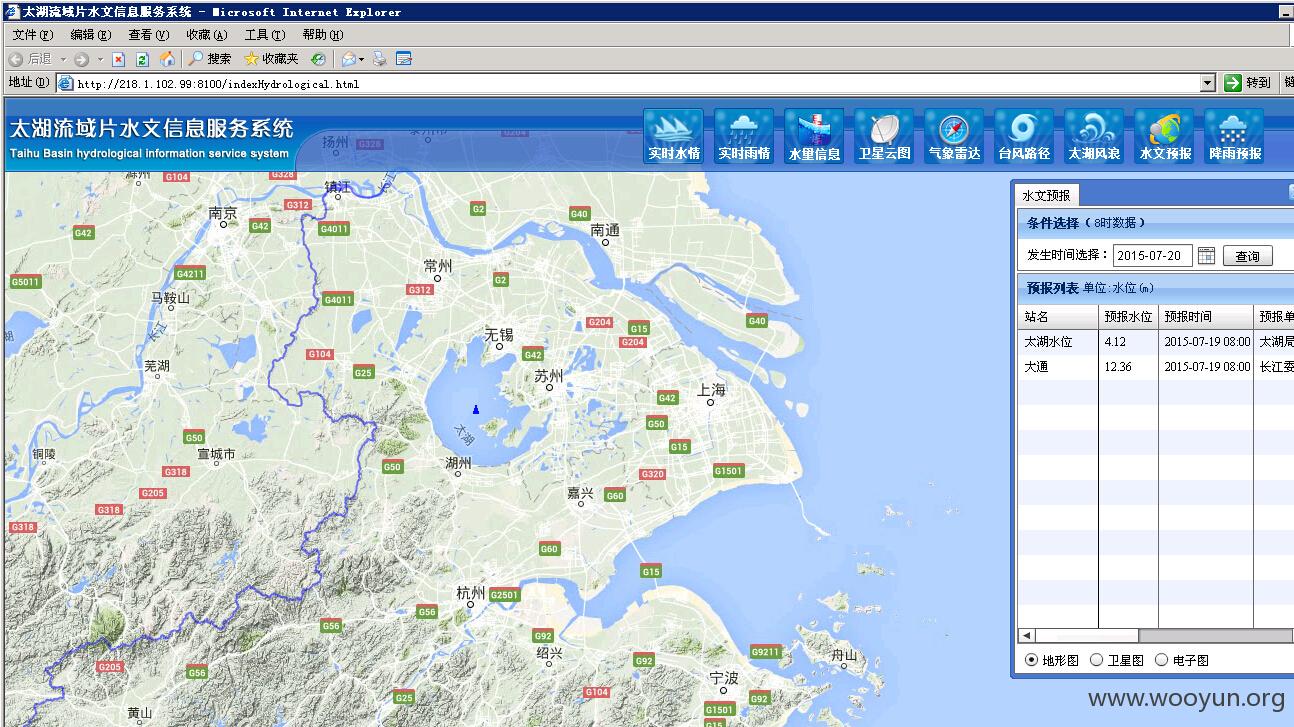 太湖流域片水文信息服务系统 - Microsoft Internet Explorer
文件(F) 编辑(E) 查看(V) 收藏(A) 工具(T) 帮助(H)
后退 搜索 收藏夹
地址(D) http://218.1.102.99:8100/indexHydrological.html 转到
太湖流域片水文信息服务系统
Taihu Basin hydrological information service system
实时水情 实时雨情 水量信息 卫星云图 气象雷达 台风路径 太湖风浪 水文预报 降雨预报
扬州 G328 G204
滁州 G104 G328
镇江 长江
南京 G42 G312 G4011 G2 G40 南通
G42
常州
G5011 G4211 G312 G2
马鞍山 G4011
长江
无锡 G204 G15 G40
G204
G104 G42
芜湖 G25 苏州
G42 上海
G50
太湖
G50 G15
铜陵 宣城市 G50 湖州
G318 G320 G1501
G205 嘉兴 G60
G318
G318
G60
G15
杭州 G2501
G56
G56 G92
绍兴 G9211
G205 G56 G92 舟山
宁波
G25 G104 G92
黄山 G1501
G15
水文预报
条件选择（8时数据）
发生时间选择： 2015-07-20 查询
预报列表 单位:水位(m)
站名 预报水位 预报时间 预报单
太湖水位 4.12 2015-07-19 08:00 太湖局
大通 12.36 2015-07-19 08:00 长江委
地形图 卫星图 电子图
www.wooyun.org